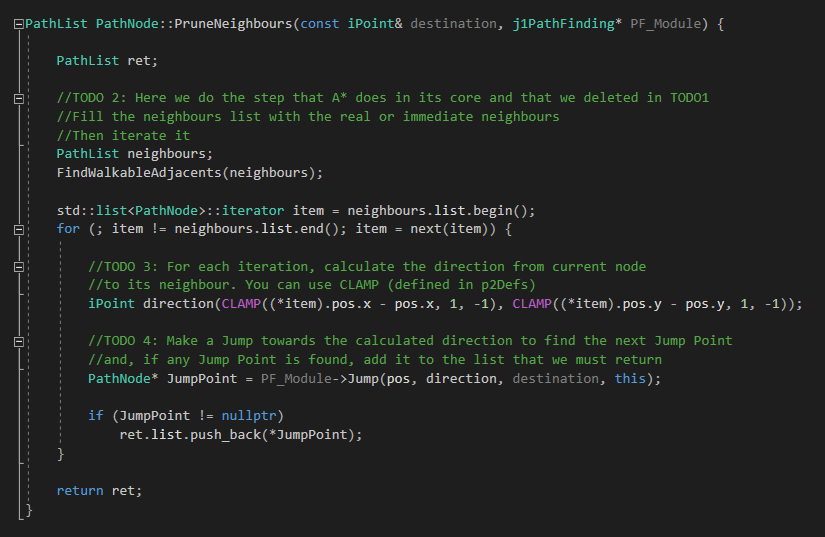 PathList PathNode::PruneNeighbours(const iPoint& destination, j1PathFinding* PF_Module) {
PathList ret;
//TODO 2: Here we do the step that A* does in its core and that we deleted in TODO1
//Fill the neighbours list with the real or immediate neighbours
//Then iterate it
PathList neighbours;
FindWalkableAdjacents(neighbours);
std::list<PathNode>::iterator item = neighbours.list.begin();
for (; item != neighbours.list.end(); item = next(item)) {
//TODO 3: For each iteration, calculate the direction from current node
//to its neighbour. You can use CLAMP (defined in p2Defs)
iPoint direction(CLAMP((*item).pos.x - pos.x, 1, -1), CLAMP((*item).pos.y - pos.y, 1, -1));
//TODO 4: Make a Jump towards the calculated direction to find the next Jump Point
//and, if any Jump Point is found, add it to the list that we must return
PathNode* JumpPoint = PF_Module->Jump(pos, direction, destination, this);
if (JumpPoint != nullptr)
ret.list.push_back(*JumpPoint);
}
return ret;
}